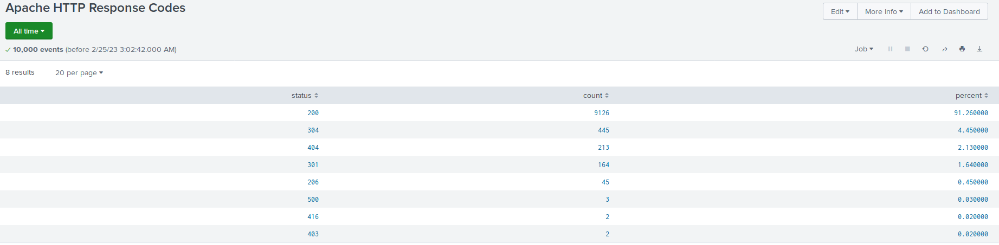 Apache HTTP Response Codes
Edit More Info Add to Dashboard
All time
10,000 events (before 2/25/23 3:02:42.000 AM)
Job
8 results 20 per page
status count percent
200 9126 91.260000
304 445 4.450000
404 213 2.130000
301 164 1.640000
206 45 0.450000
500 3 0.030000
416 2 0.020000
403 2 0.020000